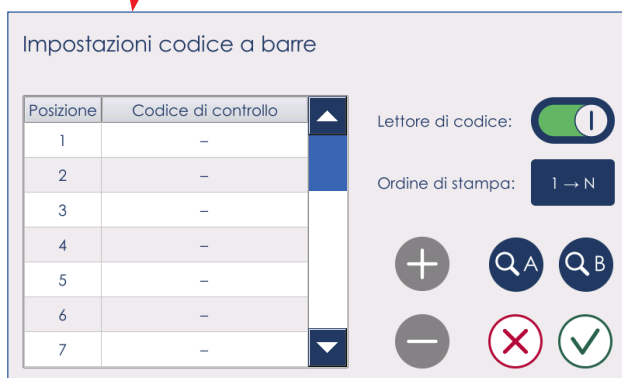 Impostazioni codice a barre
Posizione Codice di controllo
1 –
2 –
3 –
4 –
5 –
6 –
7 –
Lettore di codice: I
Ordine di stampa: 1 → N
A B